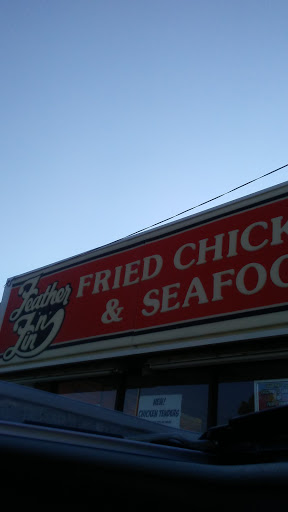 Feather
'n'
Fin
FRIED CHICK
& SEAFOO
NEW!
CHICKEN TENDERS